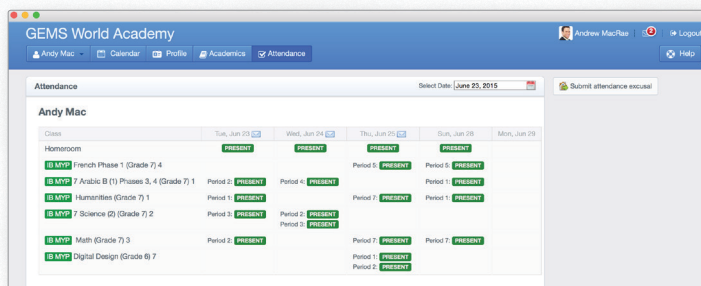 GEMS World Academy
Andrew MacRae
2
Logout
Andy Mac
Calendar
Profile
Academics
Attendance
Help
Attendance
Select Date: June 23, 2015
Submit attendance excusal
Andy Mac
Class Tue, Jun 23 Wed, Jun 24 Thu, Jun 25 Sun, Jun 28 Mon, Jun 29
Homeroom PRESENT PRESENT PRESENT PRESENT
IB MYP French Phase 1 (Grade 7) 4 Period 5: PRESENT Period 5: PRESENT
IB MYP 7 Arabic B (1) Phases 3, 4 (Grade 7) 1 Period 2: PRESENT Period 4: PRESENT Period 1: PRESENT
IB MYP Humanities (Grade 7) 1 Period 1: PRESENT Period 7: PRESENT Period 1: PRESENT
IB MYP 7 Science (2) (Grade 7) 2 Period 3: PRESENT Period 2: PRESENT
Period 3: PRESENT
IB MYP Math (Grade 7) 3 Period 2: PRESENT Period 7: PRESENT Period 7: PRESENT
IB MYP Digital Design (Grade 6) 7 Period 1: PRESENT
Period 2: PRESENT